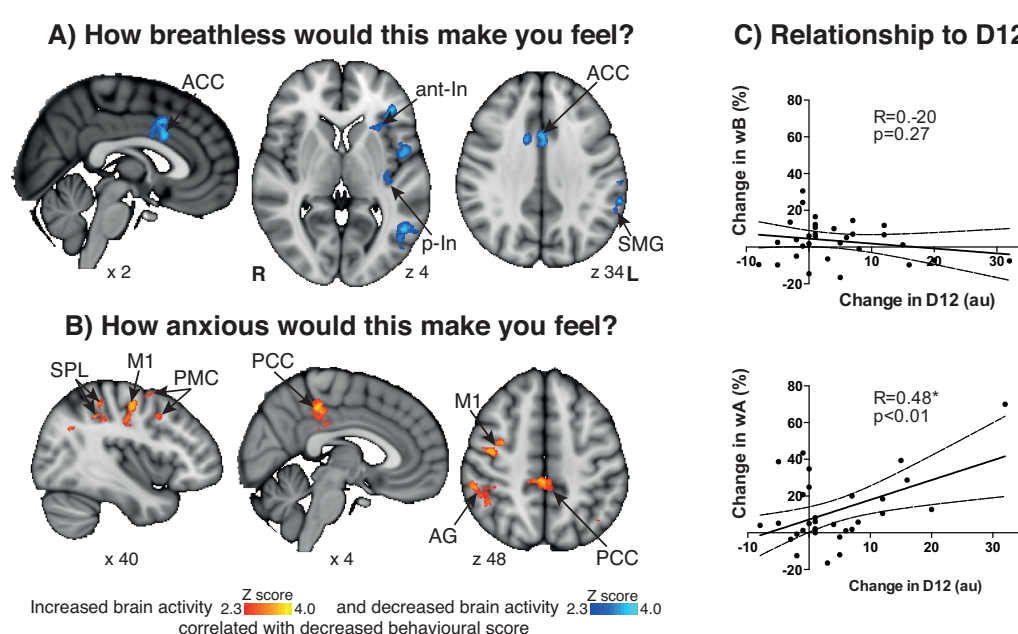 A) How breathless would this make you feel?
ACC
ant-In
ACC
p-In
SMG
x 2
R
z 4
z 34 L
B) How anxious would this make you feel?
SPL
M1
PMC
PCC
M1
AG
PCC
x 40
x 4
z 48
Increased brain activity 2.3 Z score 4.0 and decreased brain activity 2.3 Z score 4.0
correlated with decreased behavioural score
C) Relationship to D12
Change in wB (%)
80
60
40
20
-20
-10
10
20
30
R=0.-20
p=0.27
Change in D12 (au)
Change in wA (%)
80
60
40
20
-20
-10
10
20
30
R=0.48*
p<0.01
Change in D12 (au)